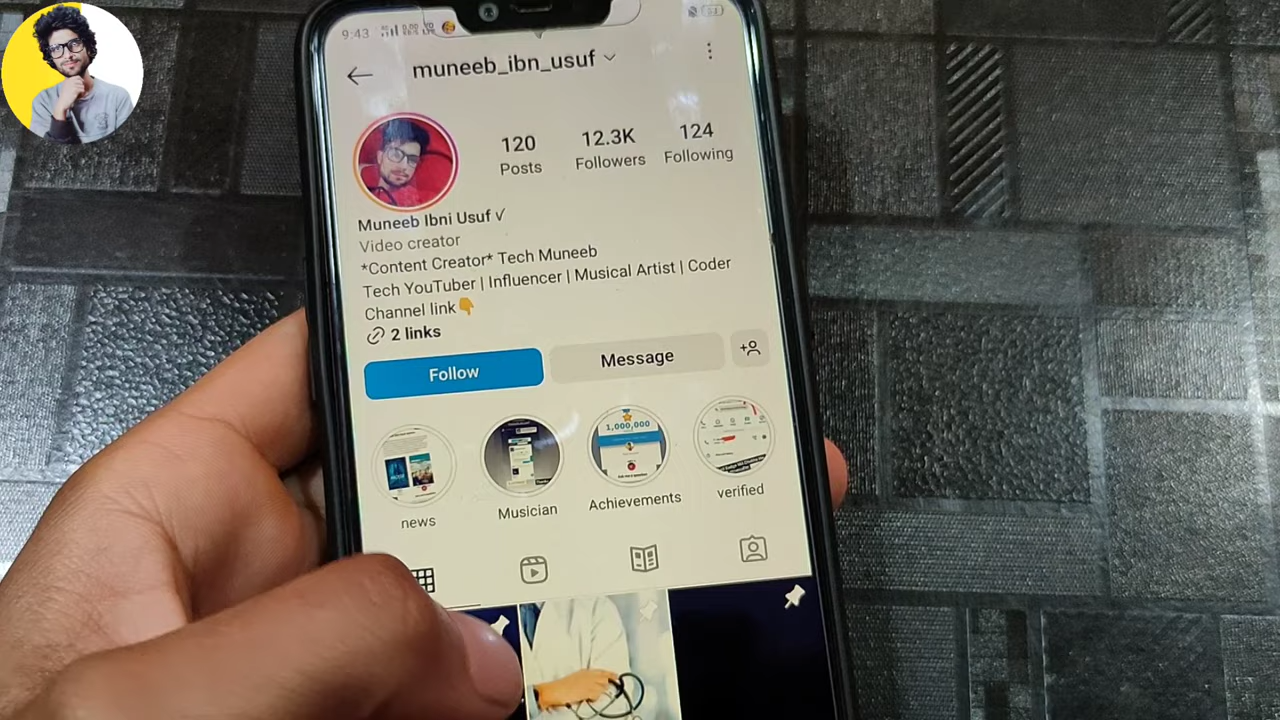 9:43
muneeb_ibn_usuf
120
Posts
12.3K
Followers
124
Following
Muneeb Ibni Usuf ✓
Video creator
*Content Creator* Tech Muneeb
Tech YouTuber | Influencer | Musical Artist | Coder
Channel link👇
2 links
Follow
Message
1,000,000
news
Musician
Achievements
verified